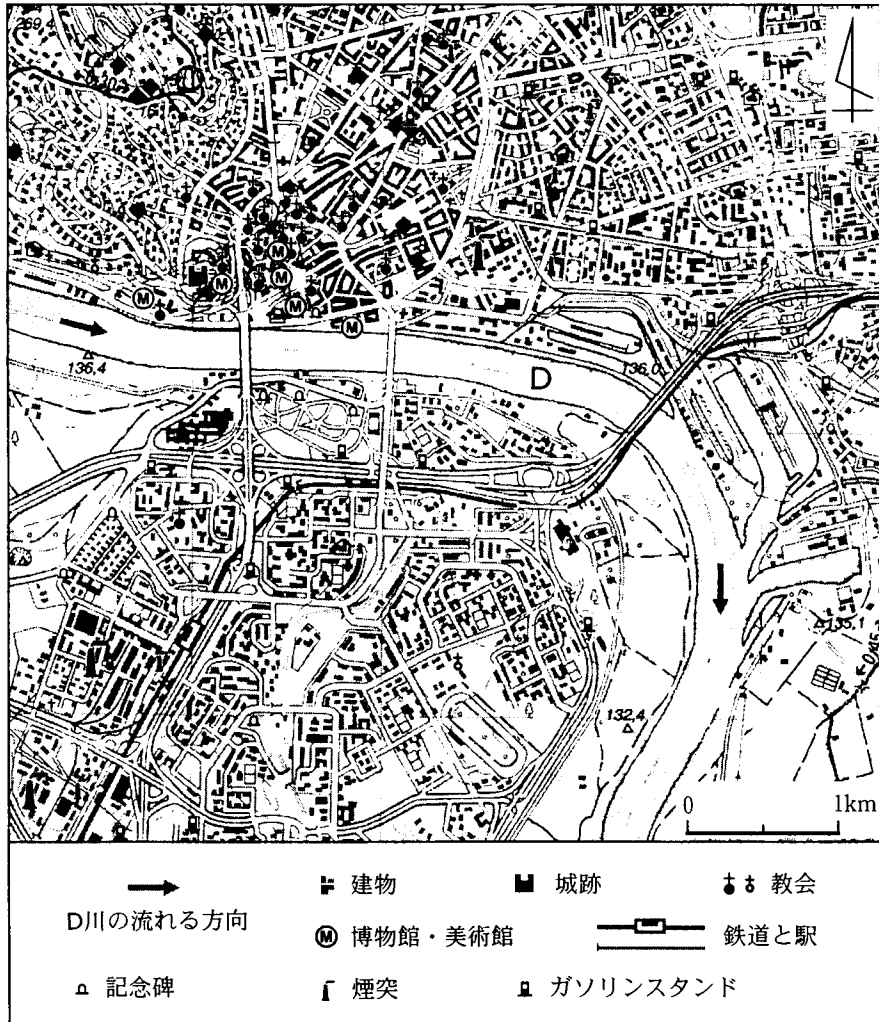 269,4
136,4
D
136,0
135,1
132,4
0 1km
D川の流れる方向
建物
城跡
教会
M 博物館・美術館
鉄道と駅
記念碑
煙突
ガソリンスタンド